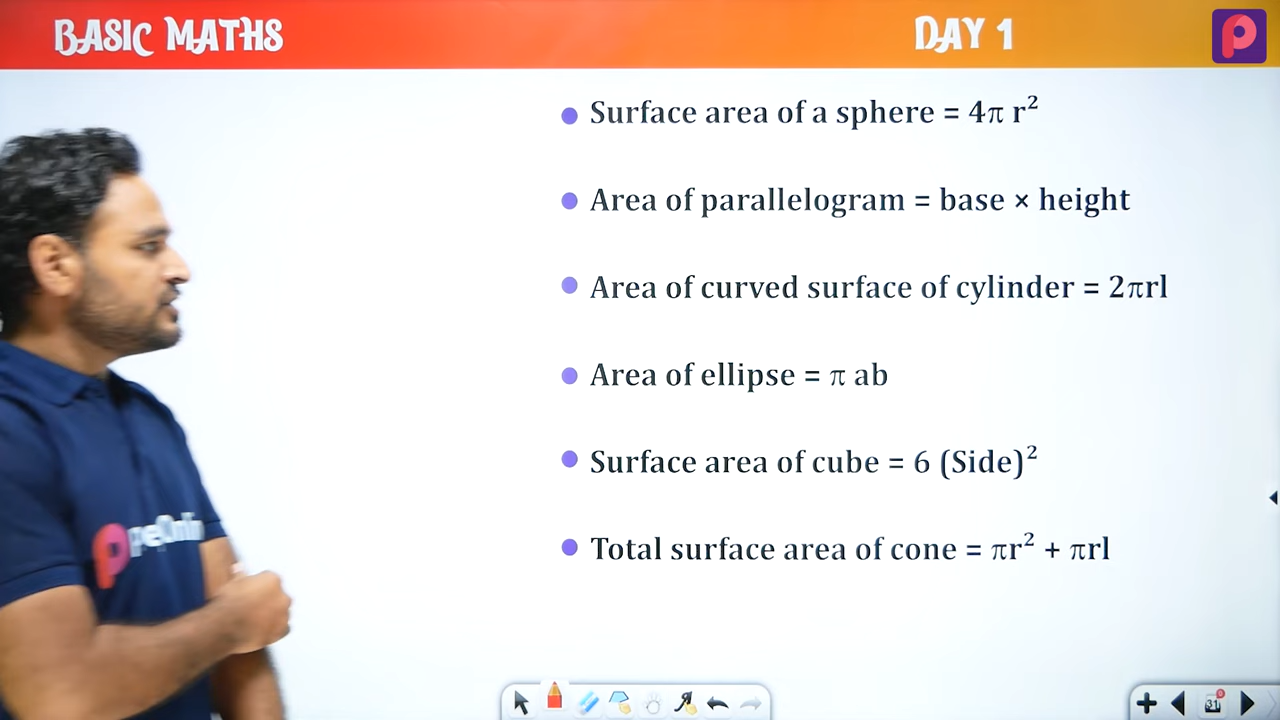 BASIC MATHS
DAY 1
Surface area of a sphere = 4π r²
Area of parallelogram = base × height
Area of curved surface of cylinder = 2πrl
Area of ellipse = π ab
Surface area of cube = 6 (Side)²
Total surface area of cone = πr² + πrl
31